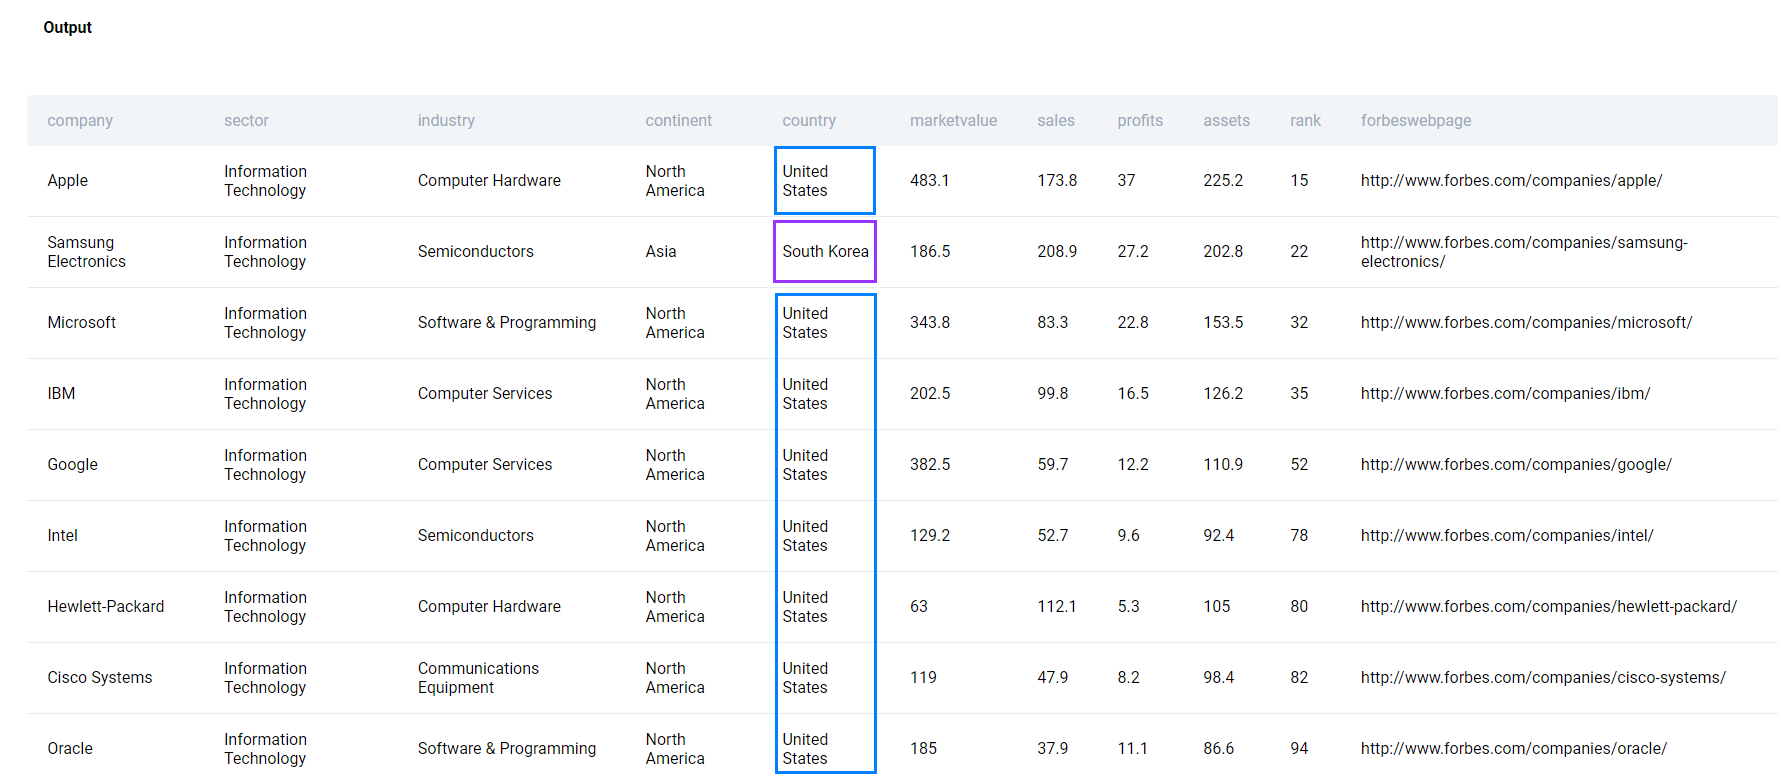 Output
company sector industry continent country marketvalue sales profits assets rank forbeswebpage
Apple Information Technology Computer Hardware North America United States 483.1 173.8 37 225.2 15 http://www.forbes.com/companies/apple/
Samsung Electronics Information Technology Semiconductors Asia South Korea 186.5 208.9 27.2 202.8 22 http://www.forbes.com/companies/samsung-electronics/
Microsoft Information Technology Software & Programming North America United States 343.8 83.3 22.8 153.5 32 http://www.forbes.com/companies/microsoft/
IBM Information Technology Computer Services North America United States 202.5 99.8 16.5 126.2 35 http://www.forbes.com/companies/ibm/
Google Information Technology Computer Services North America United States 382.5 59.7 12.2 110.9 52 http://www.forbes.com/companies/google/
Intel Information Technology Semiconductors North America United States 129.2 52.7 9.6 92.4 78 http://www.forbes.com/companies/intel/
Hewlett-Packard Information Technology Computer Hardware North America United States 63 112.1 5.3 105 80 http://www.forbes.com/companies/hewlett-packard/
Cisco Systems Information Technology Communications Equipment North America United States 119 47.9 8.2 98.4 82 http://www.forbes.com/companies/cisco-systems/
Oracle Information Technology Software & Programming North America United States 185 37.9 11.1 86.6 94 http://www.forbes.com/companies/oracle/